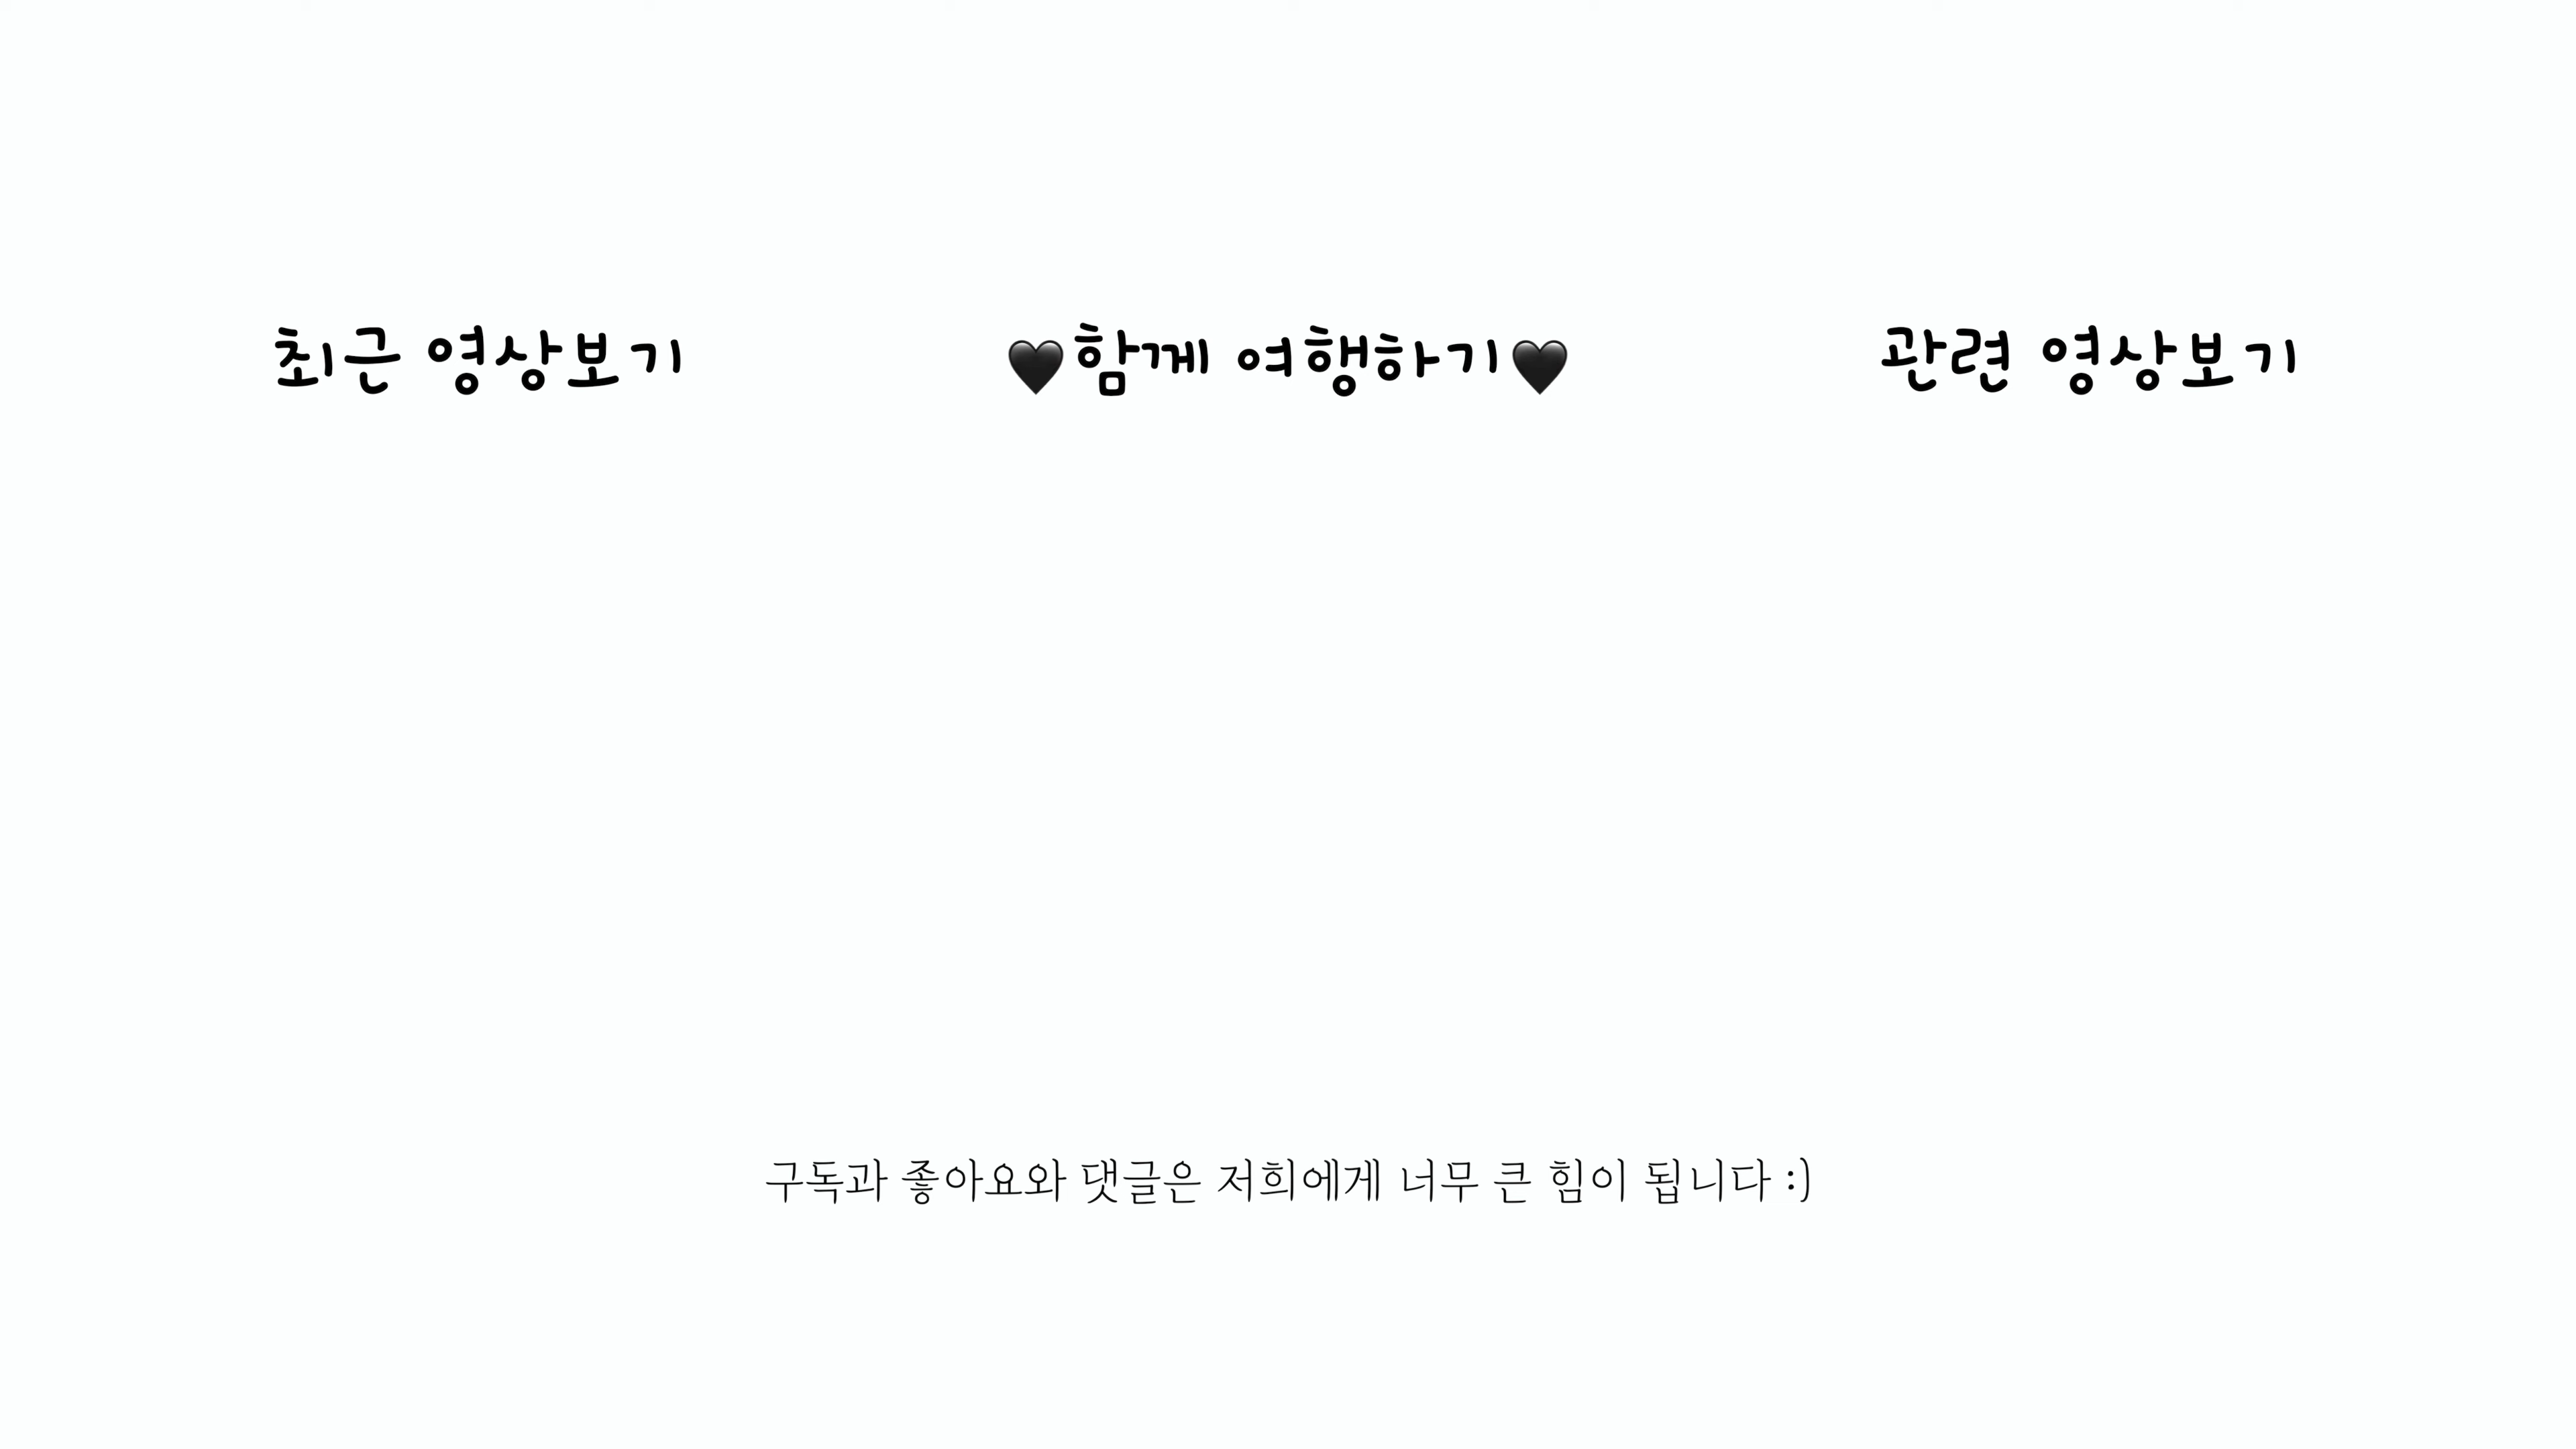 최근 영상보기
🖤함께 여행하기🖤
관련 영상보기
구독과 좋아요와 댓글은 저희에게 너무 큰 힘이 됩니다 :)